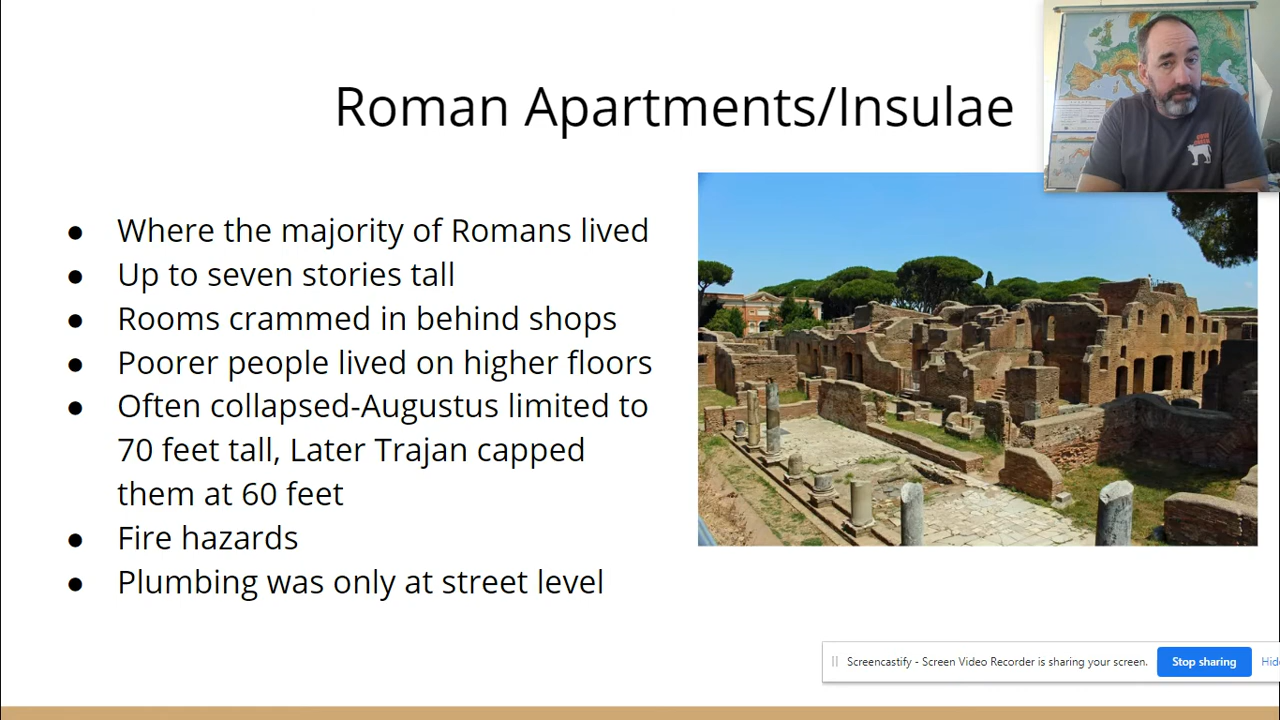 Roman Apartments/Insulae
● Where the majority of Romans lived
● Up to seven stories tall
● Rooms crammed in behind shops
● Poorer people lived on higher floors
● Often collapsed-Augustus limited to
70 feet tall, Later Trajan capped
them at 60 feet
● Fire hazards
● Plumbing was only at street level
Screencastify - Screen Video Recorder is sharing your screen. Stop sharing